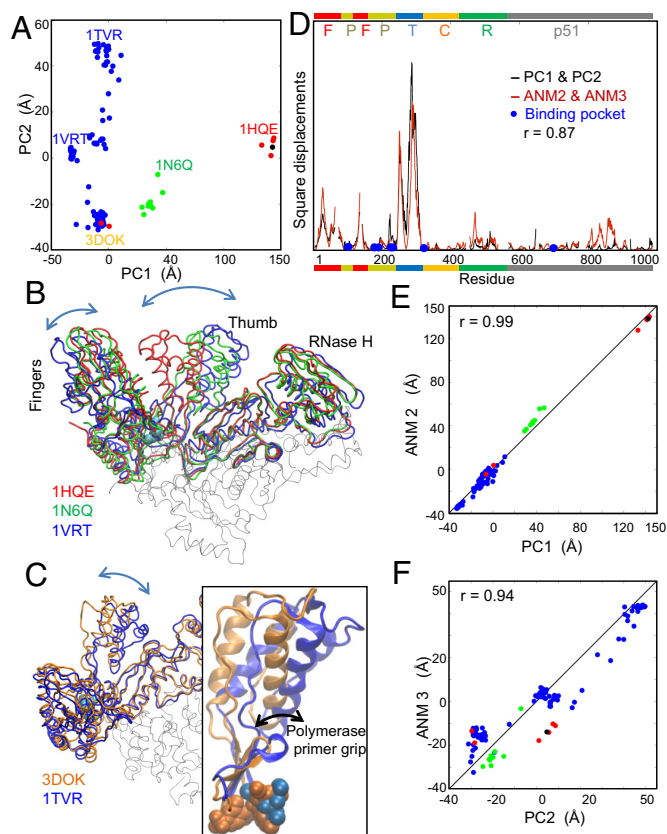 A
1TVR
1VRT
1HQE
1N6Q
3DOK
PC2 (Å)
60
40
20
0
-20
-40
-50 0 50 100 150
PC1 (Å)
D
F P F P T C R p51
PC1 & PC2
ANM2 & ANM3
Binding pocket
r = 0.87
Square displacements
1 200 400 600 800 1000
Residue
B
Fingers
Thumb
RNase H
1HQE
1N6Q
1VRT
E
r = 0.99
ANM 2 (Å)
150
120
80
40
0
-40
-40 0 40 80 120 150
PC1 (Å)
C
Polymerase
primer grip
3DOK
1TVR
F
r = 0.94
ANM 3 (Å)
50
20
0
-20
-40
-40 -20 0 20 50
PC2 (Å)